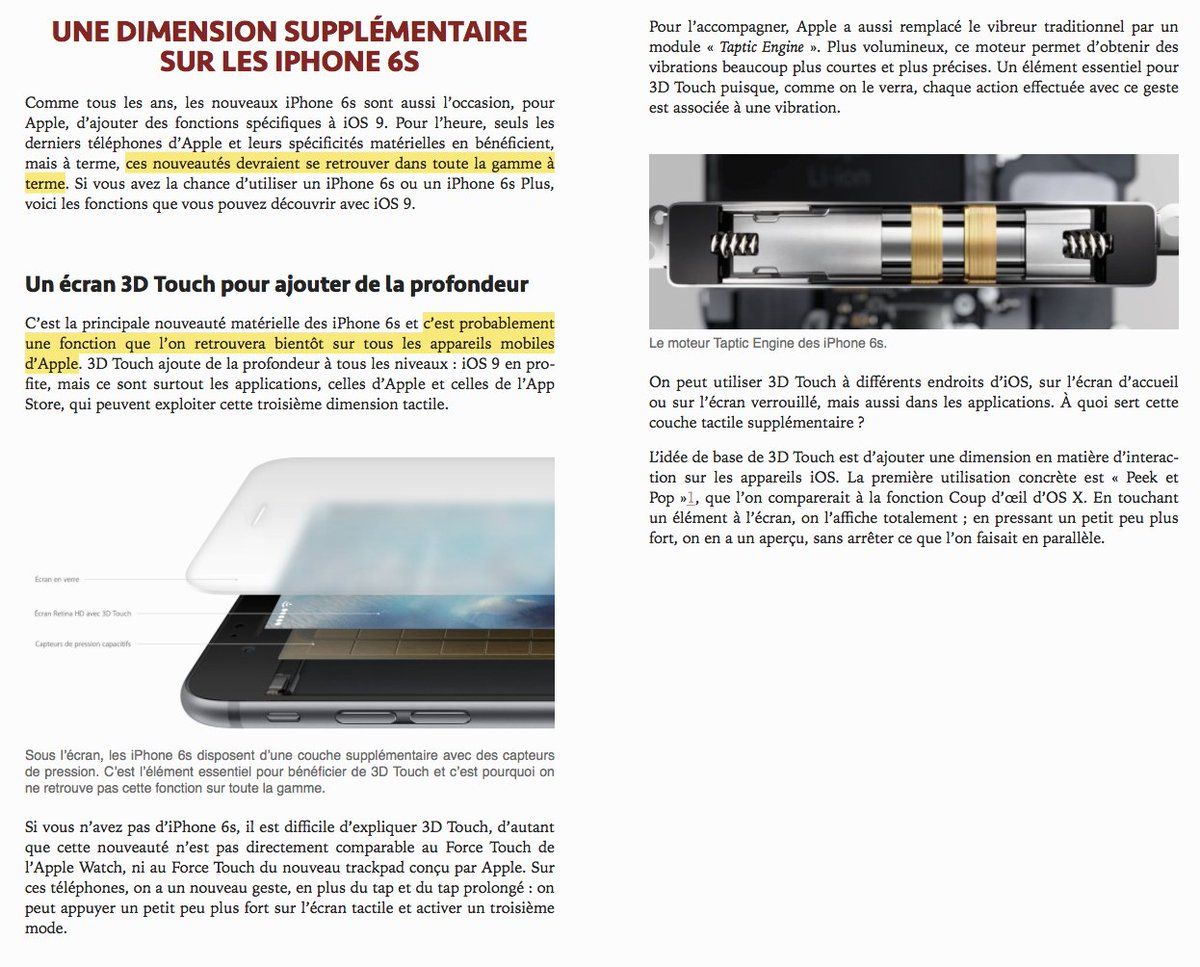 UNE DIMENSION SUPPLÉMENTAIRE
SUR LES IPHONE 6S
Comme tous les ans, les nouveaux iPhone 6s sont aussi l’occasion, pour
Apple, d’ajouter des fonctions spécifiques à iOS 9. Pour l’heure, seuls les
derniers téléphones d’Apple et leurs spécificités matérielles en bénéficient,
mais à terme, ces nouveautés devraient se retrouver dans toute la gamme à
terme. Si vous avez la chance d’utiliser un iPhone 6s ou un iPhone 6s Plus,
voici les fonctions que vous pouvez découvrir avec iOS 9.
Un écran 3D Touch pour ajouter de la profondeur
C’est la principale nouveauté matérielle des iPhone 6s et c’est probablement
une fonction que l’on retrouvera bientôt sur tous les appareils mobiles
d’Apple. 3D Touch ajoute de la profondeur à tous les niveaux : iOS 9 en pro-
fite, mais ce sont surtout les applications, celles d’Apple et celles de l’App
Store, qui peuvent exploiter cette troisième dimension tactile.
Écran en verre
Écran Retina HD avec 3D Touch
Capteurs de pression capacitifs
Sous l’écran, les iPhone 6s disposent d’une couche supplémentaire avec des capteurs
de pression. C’est l’élément essentiel pour bénéficier de 3D Touch et c’est pourquoi on
ne retrouve pas cette fonction sur toute la gamme.
Si vous n’avez pas d’iPhone 6s, il est difficile d’expliquer 3D Touch, d’autant
que cette nouveauté n’est pas directement comparable au Force Touch de
l’Apple Watch, ni au Force Touch du nouveau trackpad conçu par Apple. Sur
ces téléphones, on a un nouveau geste, en plus du tap et du tap prolongé : on
peut appuyer un petit peu plus fort sur l’écran tactile et activer un troisième
mode.
Pour l’accompagner, Apple a aussi remplacé le vibreur traditionnel par un
module « Taptic Engine ». Plus volumineux, ce moteur permet d’obtenir des
vibrations beaucoup plus courtes et plus précises. Un élément essentiel pour
3D Touch puisque, comme on le verra, chaque action effectuée avec ce geste
est associée à une vibration.
Li-ion
Le moteur Taptic Engine des iPhone 6s.
On peut utiliser 3D Touch à différents endroits d’iOS, sur l’écran d’accueil
ou sur l’écran verrouillé, mais aussi dans les applications. À quoi sert cette
couche tactile supplémentaire ?
L’idée de base de 3D Touch est d’ajouter une dimension en matière d’interac-
tion sur les appareils iOS. La première utilisation concrète est « Peek et
Pop »1, que l’on comparerait à la fonction Coup d’œil d’OS X. En touchant
un élément à l’écran, on l’affiche totalement ; en pressant un petit peu plus
fort, on en a un aperçu, sans arrêter ce que l’on faisait en parallèle.